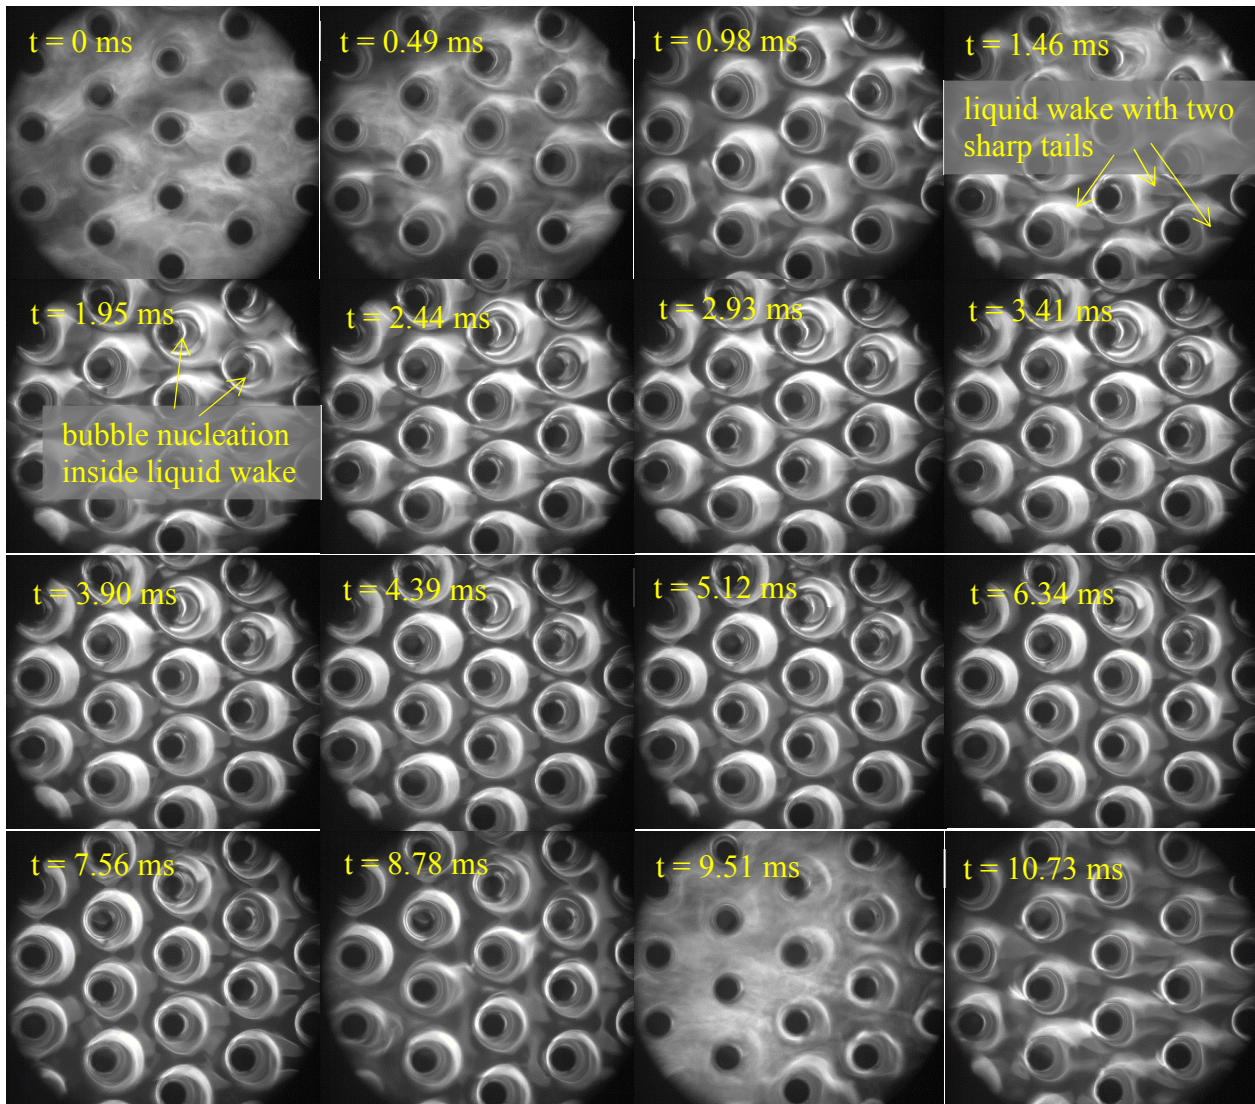 t = 0 ms
t = 0.49 ms
t = 0.98 ms
t = 1.46 ms
liquid wake with two
sharp tails
t = 1.95 ms
bubble nucleation
inside liquid wake
t = 2.44 ms
t = 2.93 ms
t = 3.41 ms
t = 3.90 ms
t = 4.39 ms
t = 5.12 ms
t = 6.34 ms
t = 7.56 ms
t = 8.78 ms
t = 9.51 ms
t = 10.73 ms